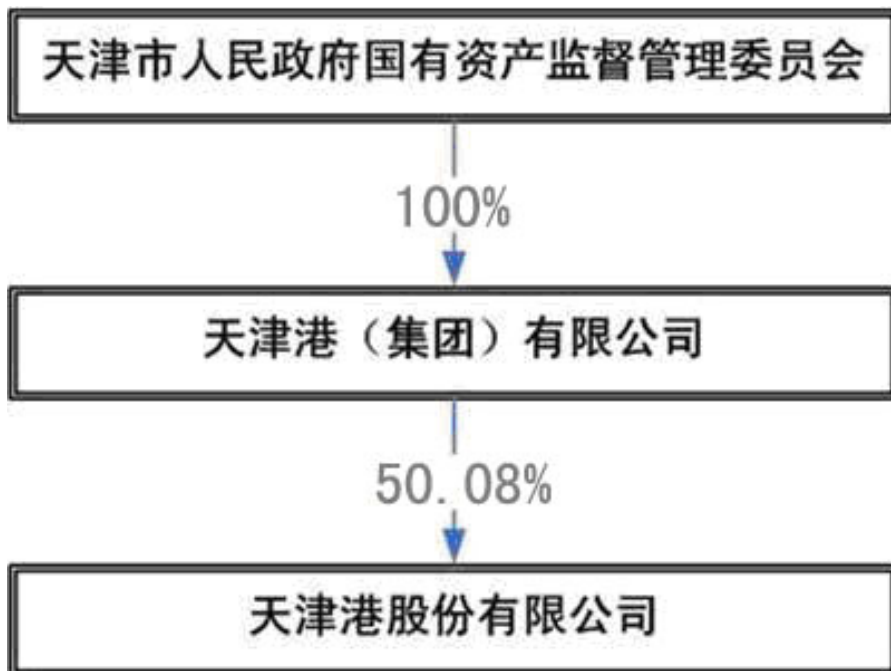 天津市人民政府国有资产监督管理委员会
100%
天津港（集团）有限公司
50.08%
天津港股份有限公司